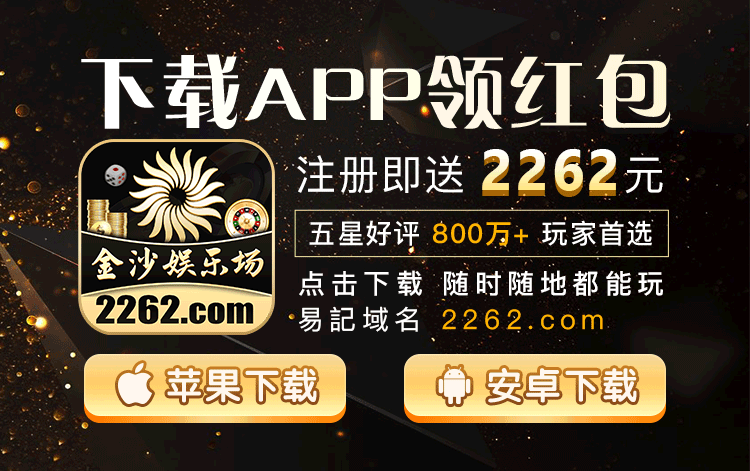 下载APP领红包
金沙娱乐场
2262.com
注册即送 2262元
五星好评 800万+ 玩家首选
点击下载 随时随地都能玩
易記域名 2262.com
苹果下载
安卓下载